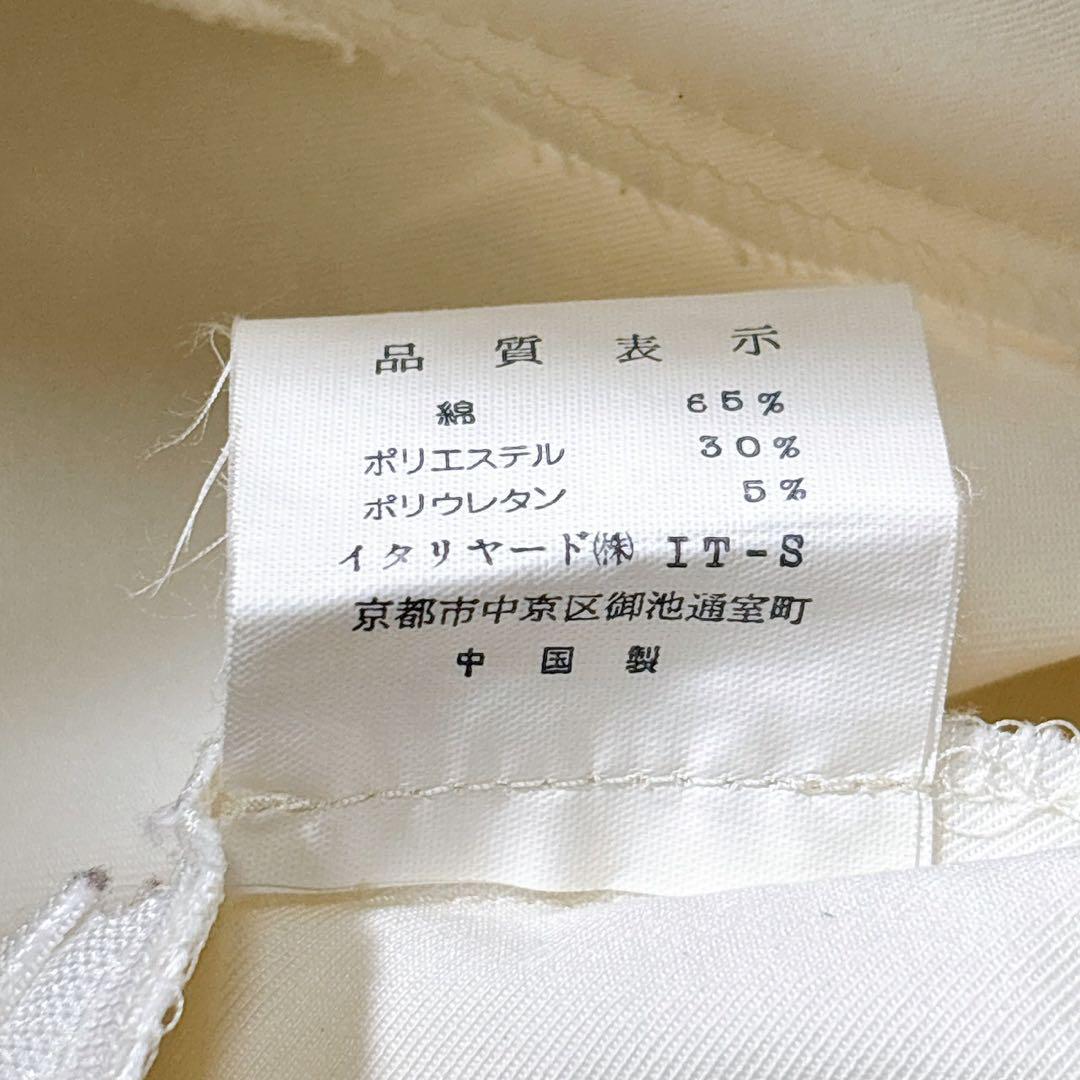 品質表示
綿 65%
ポリエステル 30%
ポリウレタン 5%
イタリヤード㈱ IT-S
京都市中京区御池通室町
中国製